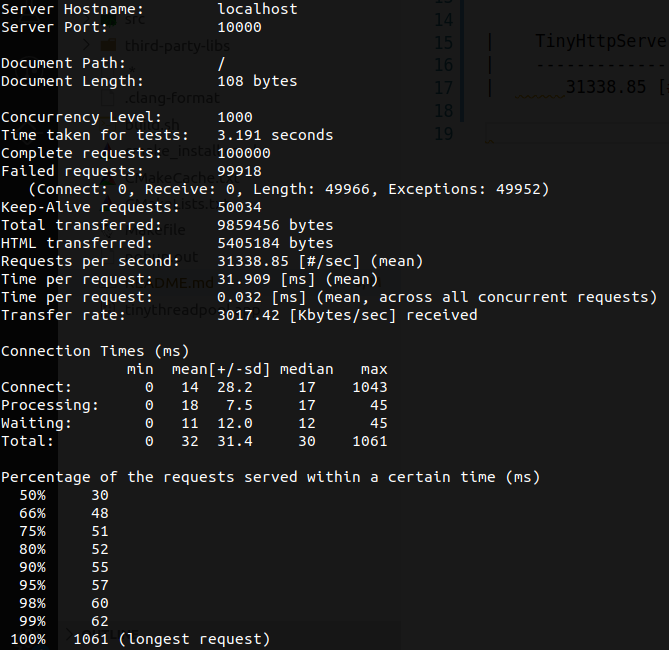 Server Hostname:        localhost
Server Port:            10000
Document Path:          /
Document Length:        108 bytes
Concurrency Level:      1000
Time taken for tests:   3.191 seconds
Complete requests:      100000
Failed requests:        99918
   (Connect: 0, Receive: 0, Length: 49966, Exceptions: 49952)
Keep-Alive requests:    50034
Total transferred:      9859456 bytes
HTML transferred:       5405184 bytes
Requests per second:    31338.85 [#/sec] (mean)
Time per request:       31.909 [ms] (mean)
Time per request:       0.032 [ms] (mean, across all concurrent requests)
Transfer rate:          3017.42 [Kbytes/sec] received
Connection Times (ms)
              min  mean[+/-sd] median   max
Connect:        0   14  28.2     17    1043
Processing:     0   18   7.5     17      45
Waiting:        0   11  12.0     12      45
Total:          0   32  31.4     30    1061
Percentage of the requests served within a certain time (ms)
  50%     30
  66%     48
  75%     51
  80%     52
  90%     55
  95%     57
  98%     60
  99%     62
 100%   1061 (longest request)
src
third-party-libs
.clang-format
14
15 | TinyHttpServe
16 | -------------
17 | 31338.85 [
18
19